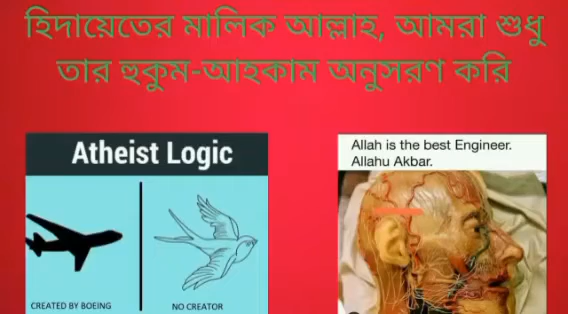 হিদায়েতের মালিক আল্লাহ, আমরা শুধু
তার হুকুম-আহকাম অনুসরণ করি
Atheist Logic
CREATED BY BOEING
NO CREATOR
Allah is the best Engineer.
Allahu Akbar.